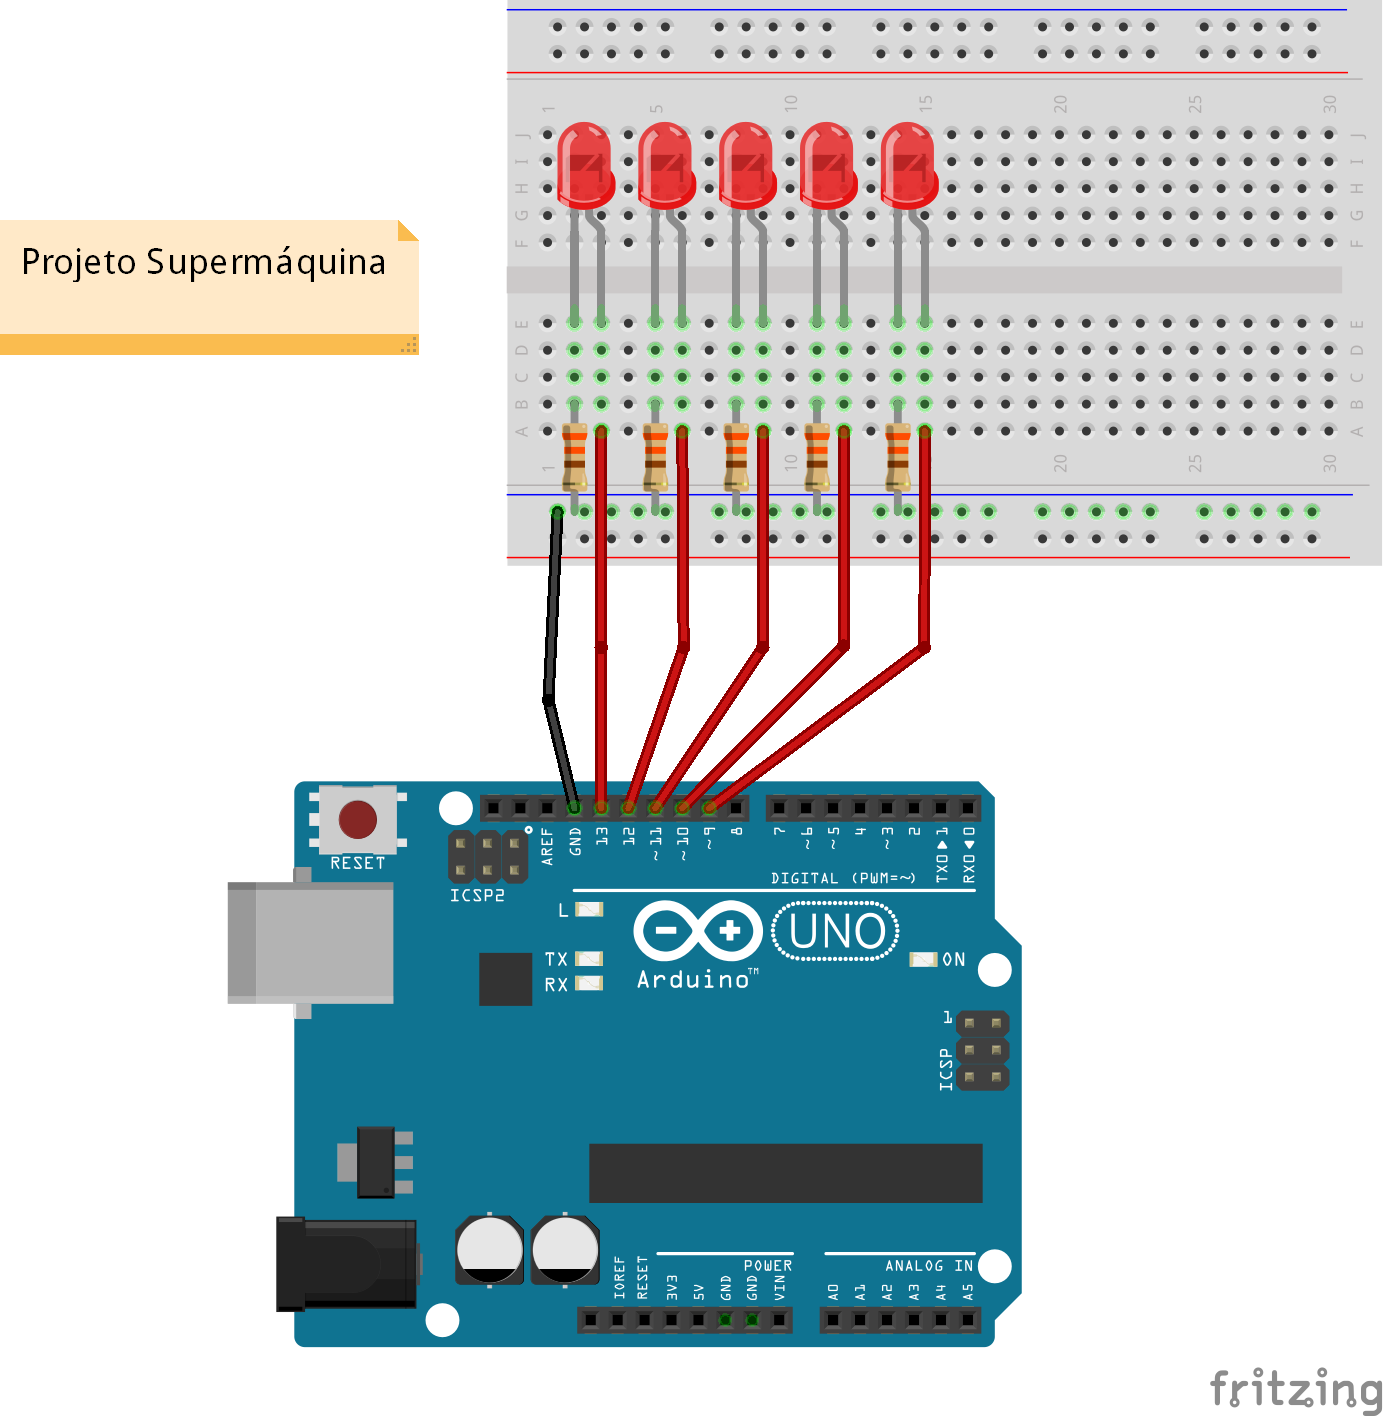 1 5 10 15 20 25 30
J J
I I
H H
G G
F F
Projeto Supermáquina
E E
D D
C C
B B
A A
1 10 20 25 30
RESET
ICSP2
AREF GND 13 12 ~11 ~10 ~9 8 7 ~6 ~5 4 ~3 2 TX0▶1 RX0◀0
DIGITAL (PWM=~)
L
TX
RX
Arduino™
UNO
ON
1
ICSP
IOREF RESET 3V3 5V GND GND VIN
POWER
A0 A1 A2 A3 A4 A5
ANALOG IN
fritzing